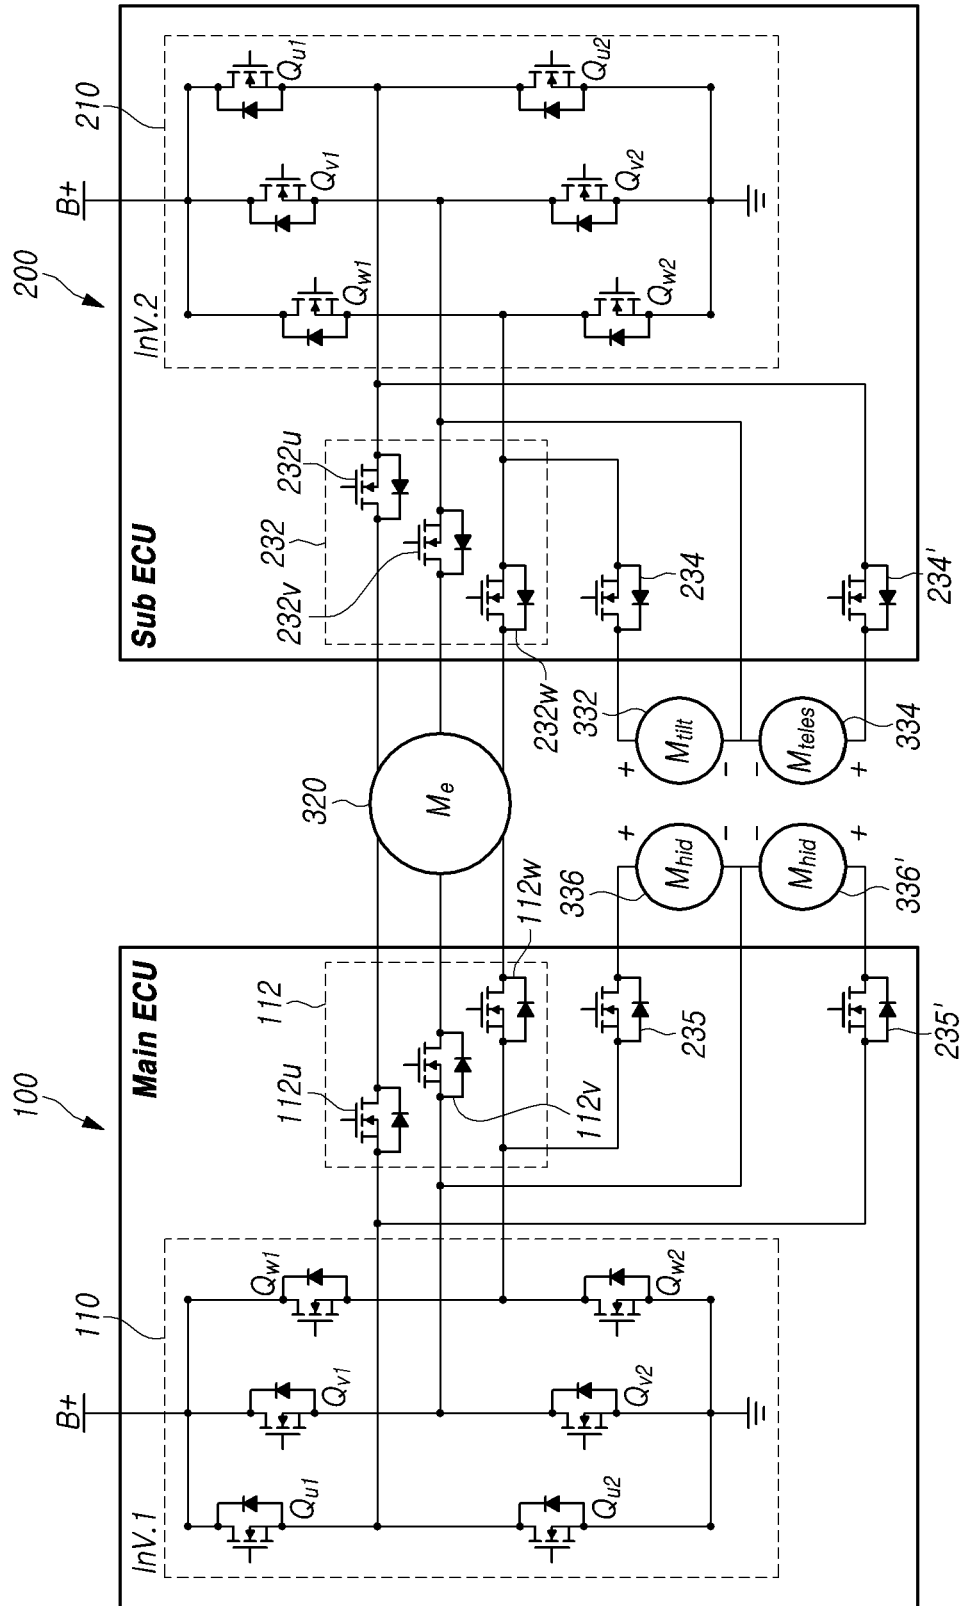 100
200
Main ECU
Sub ECU
InV.1
B+
110
Qu1
Qv1
Qw1
Qu2
Qv2
Qw2
112
112u
112v
112w
235
235'
320
Me
336
Mhid
+
−
−
Mhid
+
336'
332
+
Mtilt
−
−
Mteles
+
334
232
232u
232v
232w
234
234'
InV.2
B+
210
Qw1
Qv1
Qu1
Qw2
Qv2
Qu2